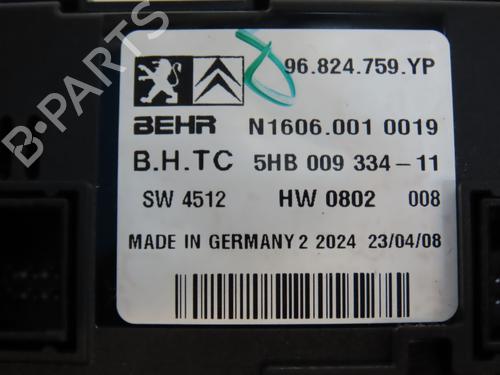 96.824.759.YP
BEHR N1606.001 0019
B.H.TC 5HB 009 334-11
SW 4512 HW 0802 008
MADE IN GERMANY 2 2024 23/04/08
B-PARTS